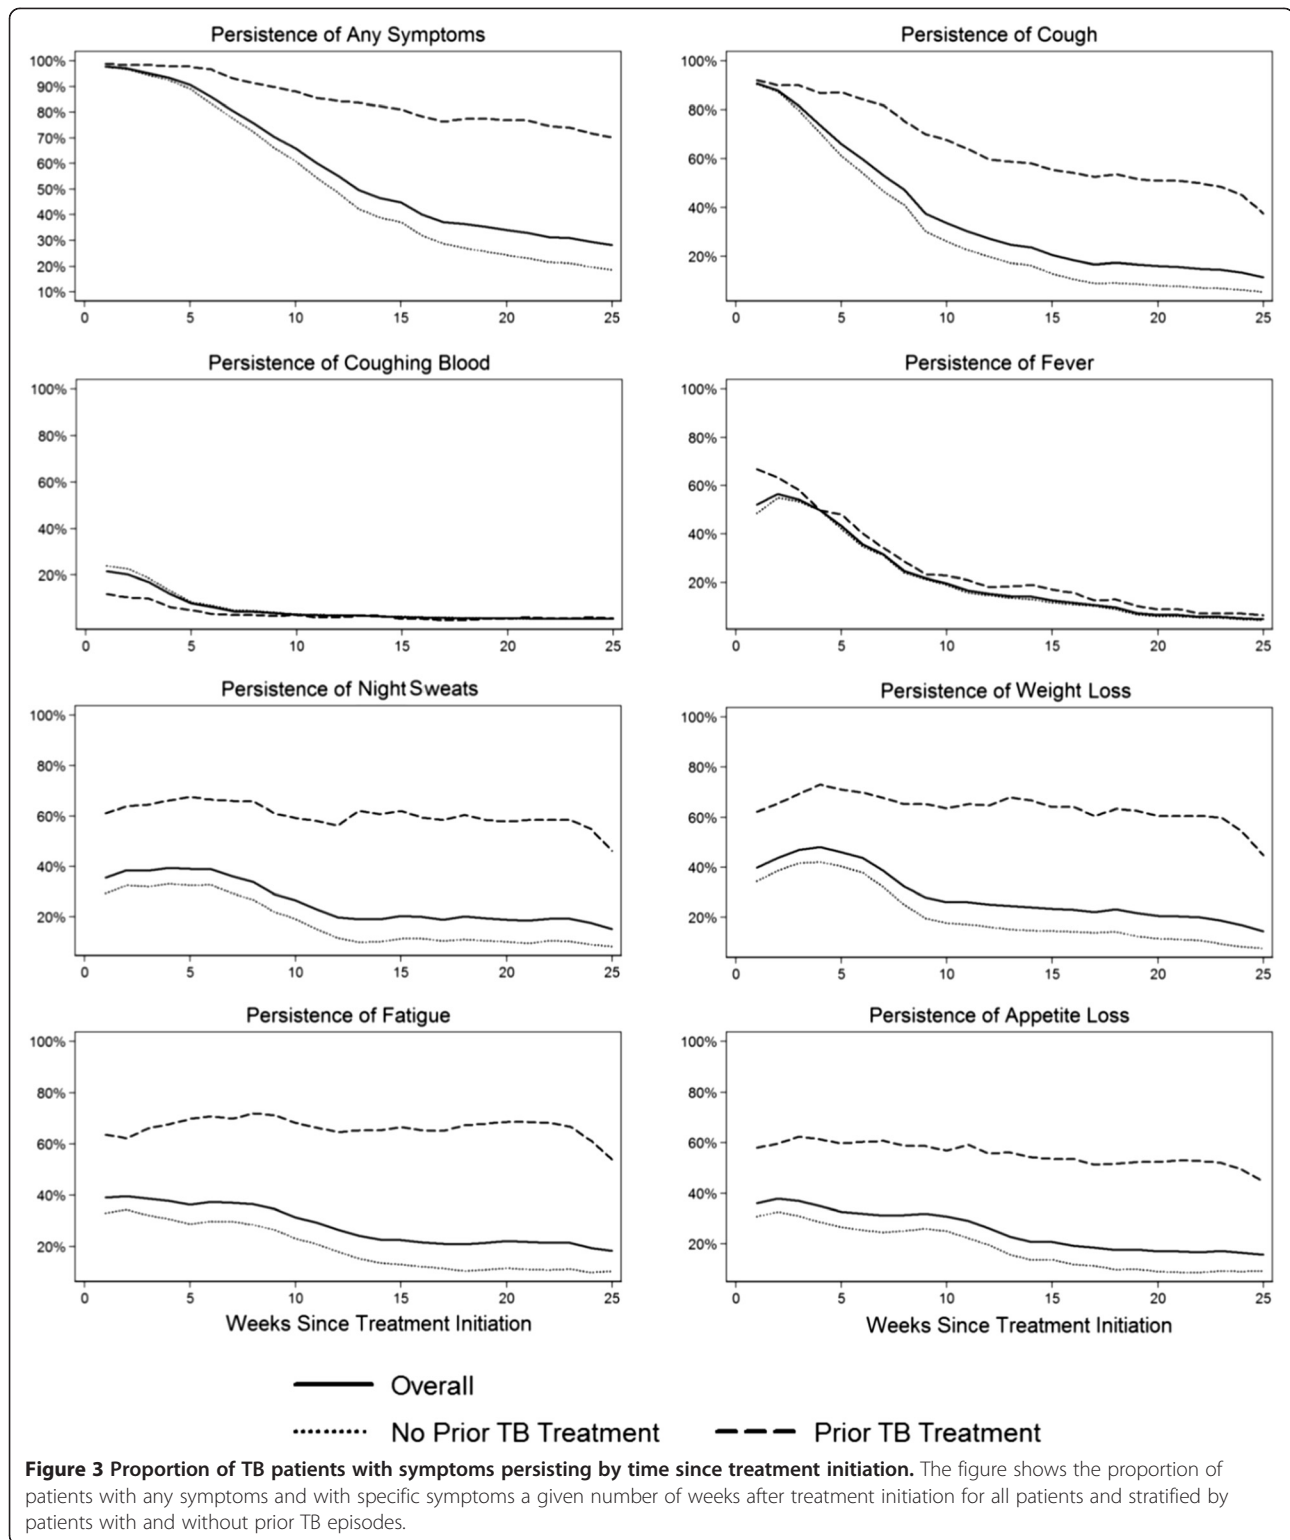 Persistence of Any Symptoms
100%
90%
80%
70%
60%
50%
40%
30%
20%
10%
0 5 10 15 20 25
Persistence of Cough
100%
80%
60%
40%
20%
0 5 10 15 20 25
Persistence of Coughing Blood
100%
80%
60%
40%
20%
0 5 10 15 20 25
Persistence of Fever
100%
80%
60%
40%
20%
0 5 10 15 20 25
Persistence of Night Sweats
100%
80%
60%
40%
20%
0 5 10 15 20 25
Persistence of Weight Loss
100%
80%
60%
40%
20%
0 5 10 15 20 25
Persistence of Fatigue
100%
80%
60%
40%
20%
0 5 10 15 20 25
Weeks Since Treatment Initiation
Persistence of Appetite Loss
100%
80%
60%
40%
20%
0 5 10 15 20 25
Weeks Since Treatment Initiation
Overall
No Prior TB Treatment Prior TB Treatment
Figure 3 Proportion of TB patients with symptoms persisting by time since treatment initiation. The figure shows the proportion of
patients with any symptoms and with specific symptoms a given number of weeks after treatment initiation for all patients and stratified by
patients with and without prior TB episodes.